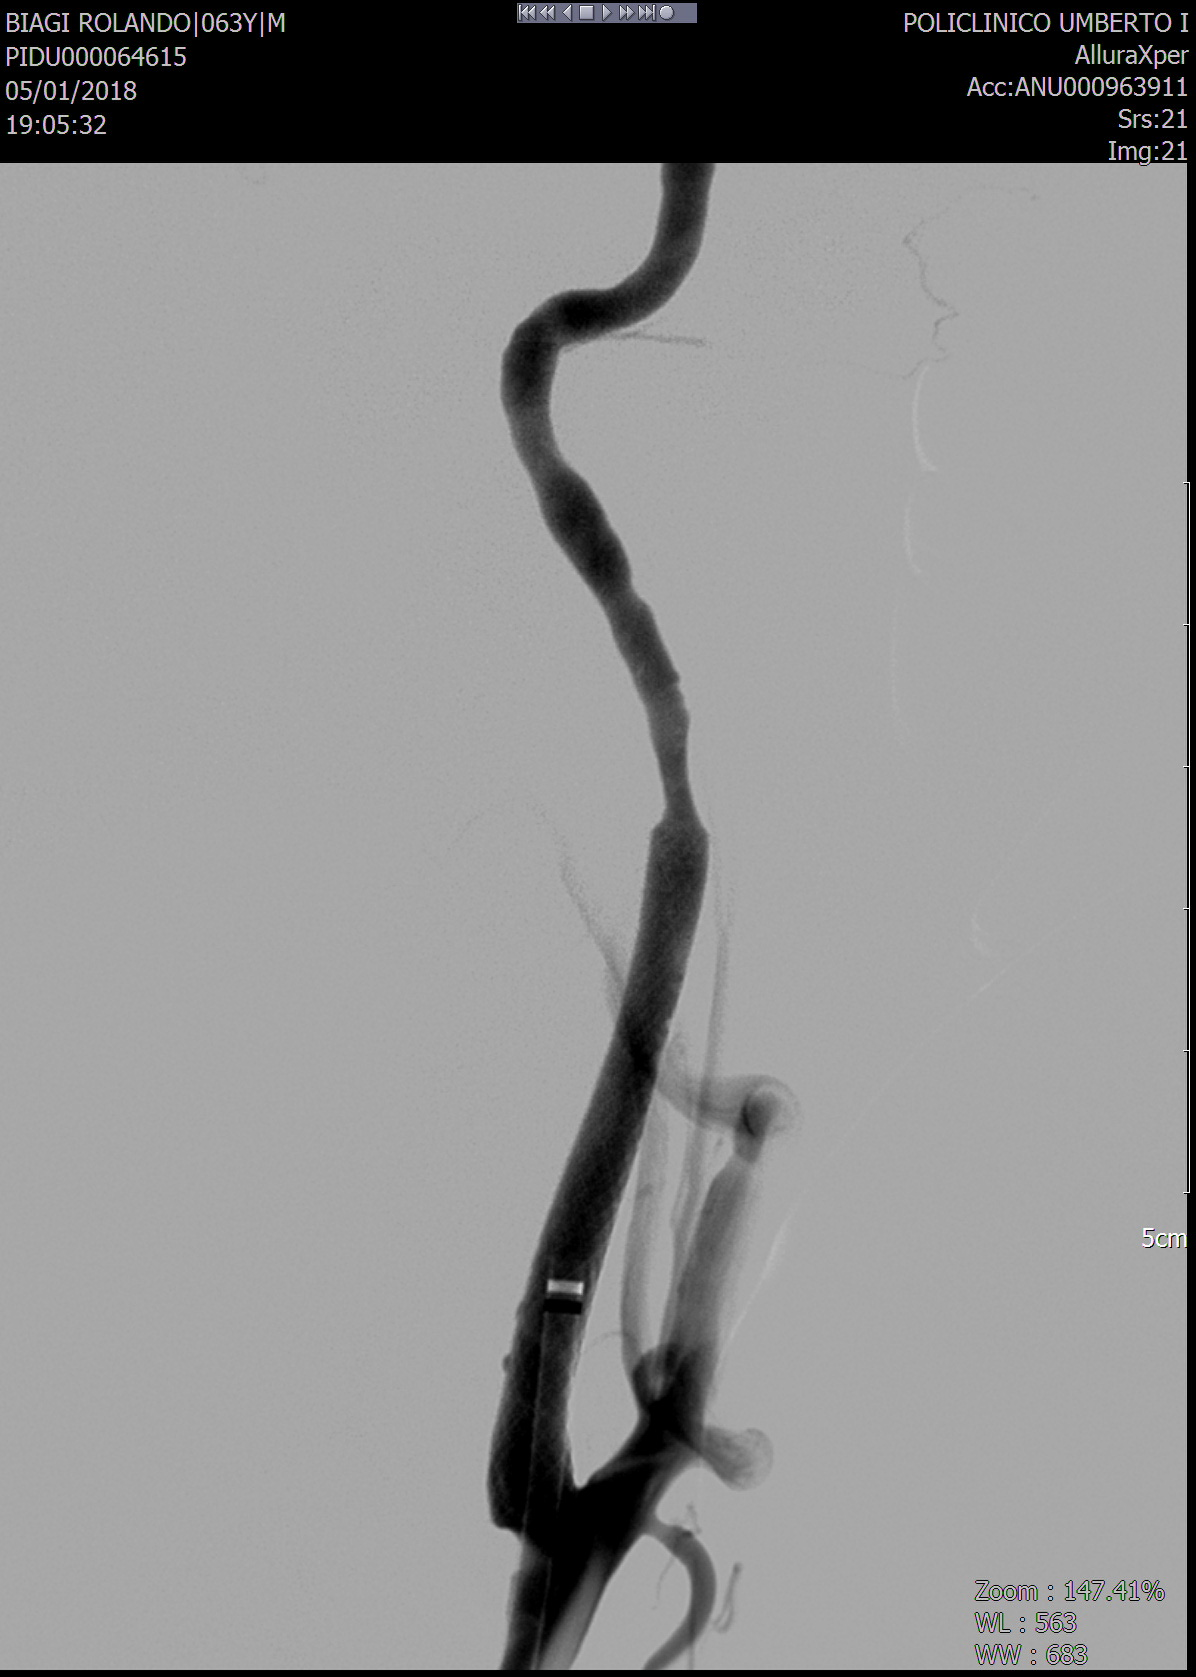 BIAGI ROLANDO|063Y|M
PIDU000064615
05/01/2018
19:05:32
POLICLINICO UMBERTO I
AlluraXper
Acc:ANU000963911
Srs:21
Img:21
5cm
Zoom : 147.41%
WL : 563
WW : 683